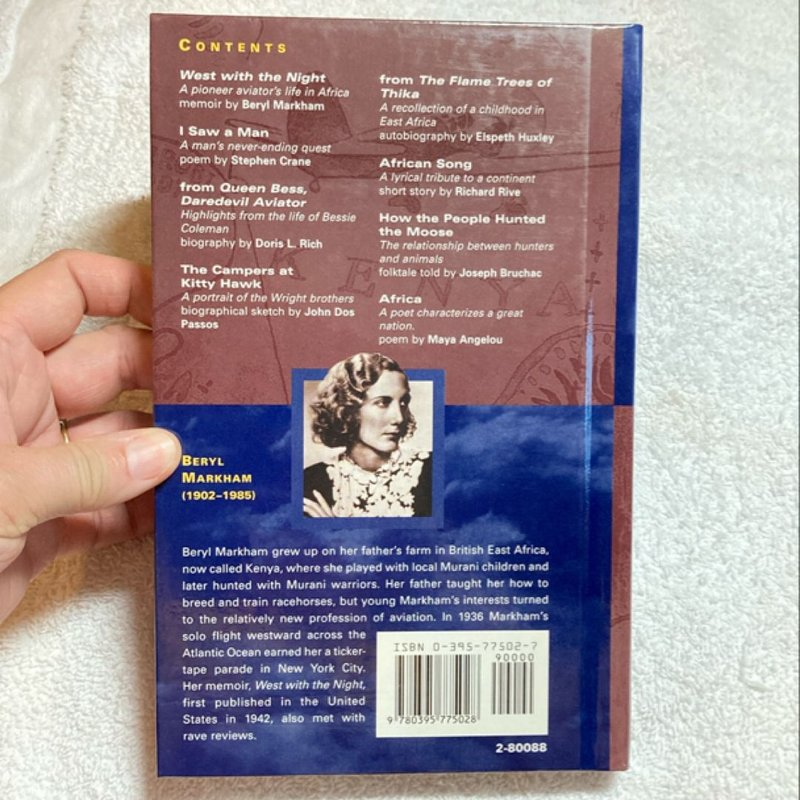 CONTENTS
West with the Night
A pioneer aviator's life in Africa
memoir by Beryl Markham
I Saw a Man
A man's never-ending quest
poem by Stephen Crane
from Queen Bess,
Daredevil Aviator
Highlights from the life of Bessie
Coleman
biography by Doris L. Rich
The Campers at
Kitty Hawk
A portrait of the Wright brothers
biographical sketch by John Dos
Passos
from The Flame Trees of
Thika
A recollection of a childhood in
East Africa
autobiography by Elspeth Huxley
African Song
A lyrical tribute to a continent
short story by Richard Rive
How the People Hunted
the Moose
The relationship between hunters
and animals
folktale told by Joseph Bruchac
Africa
A poet characterizes a great
nation.
poem by Maya Angelou
KENYA
BERYL
MARKHAM
(1902–1985)
Beryl Markham grew up on her father's farm in British East Africa,
now called Kenya, where she played with local Murani children and
later hunted with Murani warriors. Her father taught her how to
breed and train racehorses, but young Markham's interests turned
to the relatively new profession of aviation. In 1936 Markham's
solo flight westward across the
Atlantic Ocean earned her a ticker-
tape parade in New York City.
Her memoir, West with the Night,
first published in the United
States in 1942, also met with
rave reviews.
ISBN 0-395-77502-7
90000
9 780395 775028
2-80088